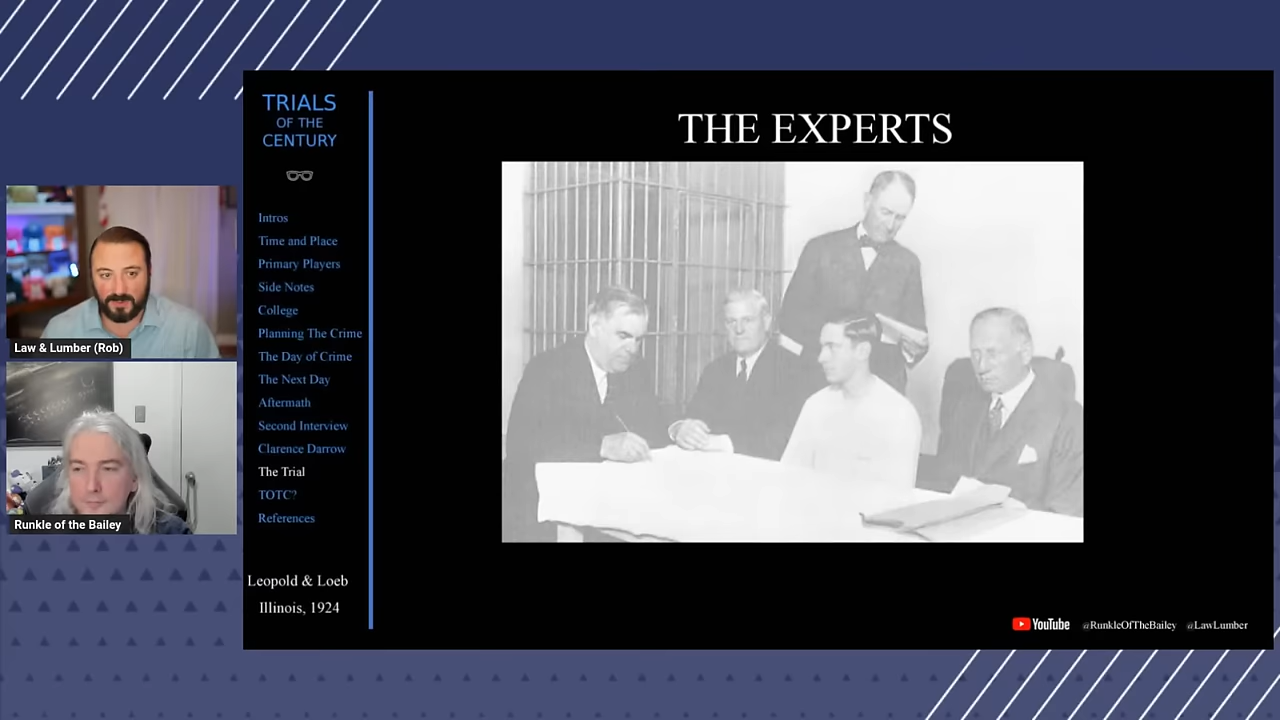 TRIALS
OF THE
CENTURY
Intros
Time and Place
Primary Players
Side Notes
College
Planning The Crime
The Day of Crime
The Next Day
Aftermath
Second Interview
Clarence Darrow
The Trial
TOTC?
References
Leopold & Loeb
Illinois, 1924
THE EXPERTS
YouTube @RunkleOfTheBailey @LawLumber
Law & Lumber (Rob)
Runkle of the Bailey